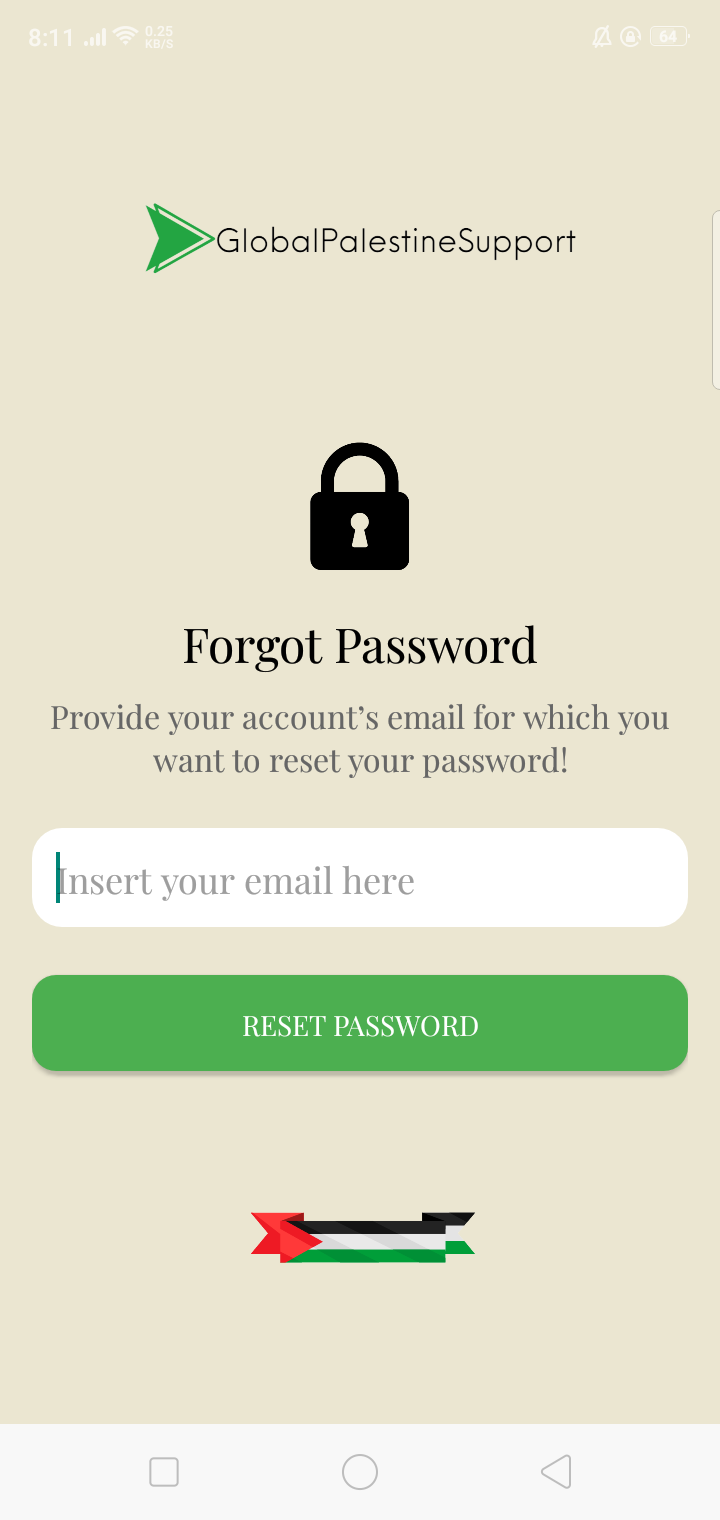 8:11
0.25
KB/S
64
GlobalPalestineSupport
Forgot Password
Provide your account’s email for which you
want to reset your password!
Insert your email here
RESET PASSWORD